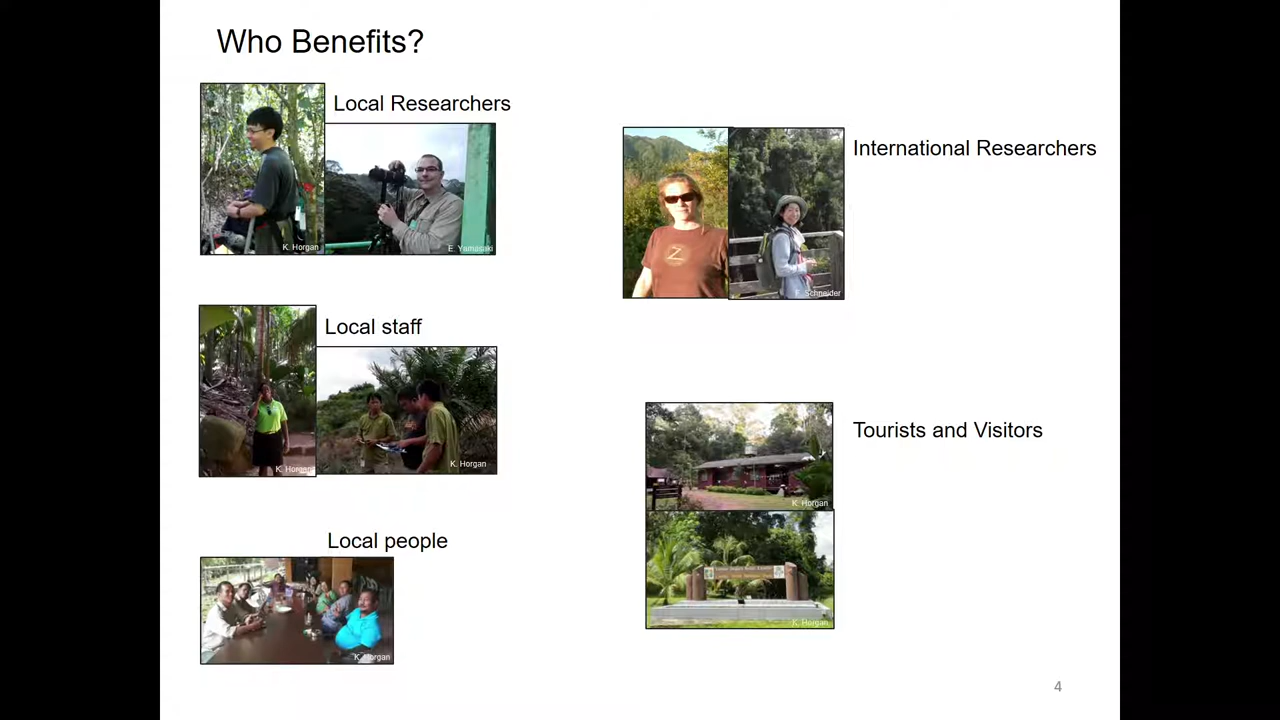 Who Benefits?
Local Researchers
K. Horgan
E. Yamasaki
International Researchers
F. Schneider
Local staff
K. Horgan
K. Horgan
Tourists and Visitors
K. Horgan
K. Horgan
Local people
K. Horgan
4